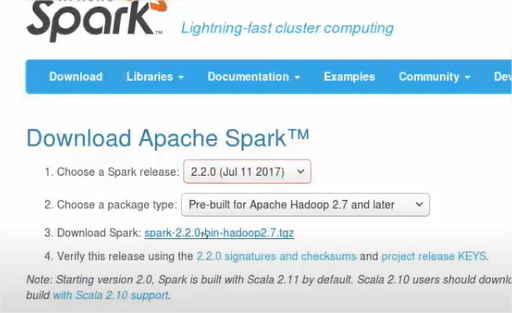 Spark™ Lightning-fast cluster computing
Download Libraries Documentation Examples Community
Download Apache Spark™
1. Choose a Spark release: 2.2.0 (Jul 11 2017)
2. Choose a package type: Pre-built for Apache Hadoop 2.7 and later
3. Download Spark: spark-2.2.0-bin-hadoop2.7.tgz
4. Verify this release using the 2.2.0 signatures and checksums and project release KEYS.
Note: Starting version 2.0, Spark is built with Scala 2.11 by default. Scala 2.10 users should
build with Scala 2.10 support.